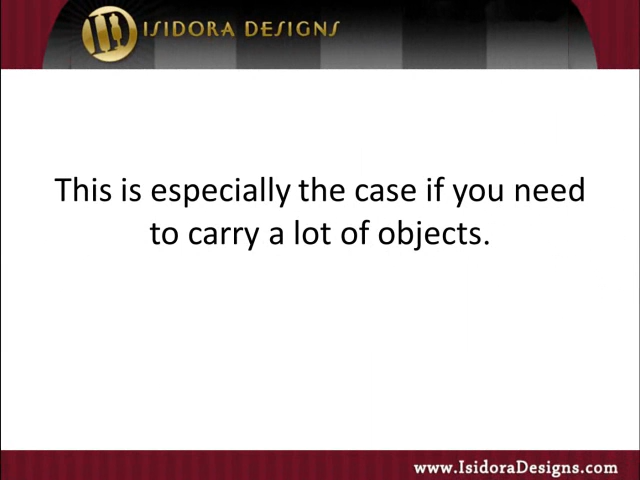 ISIDORA DESIGNS
This is especially the case if you need
to carry a lot of objects.
www.IsidoraDesigns.com